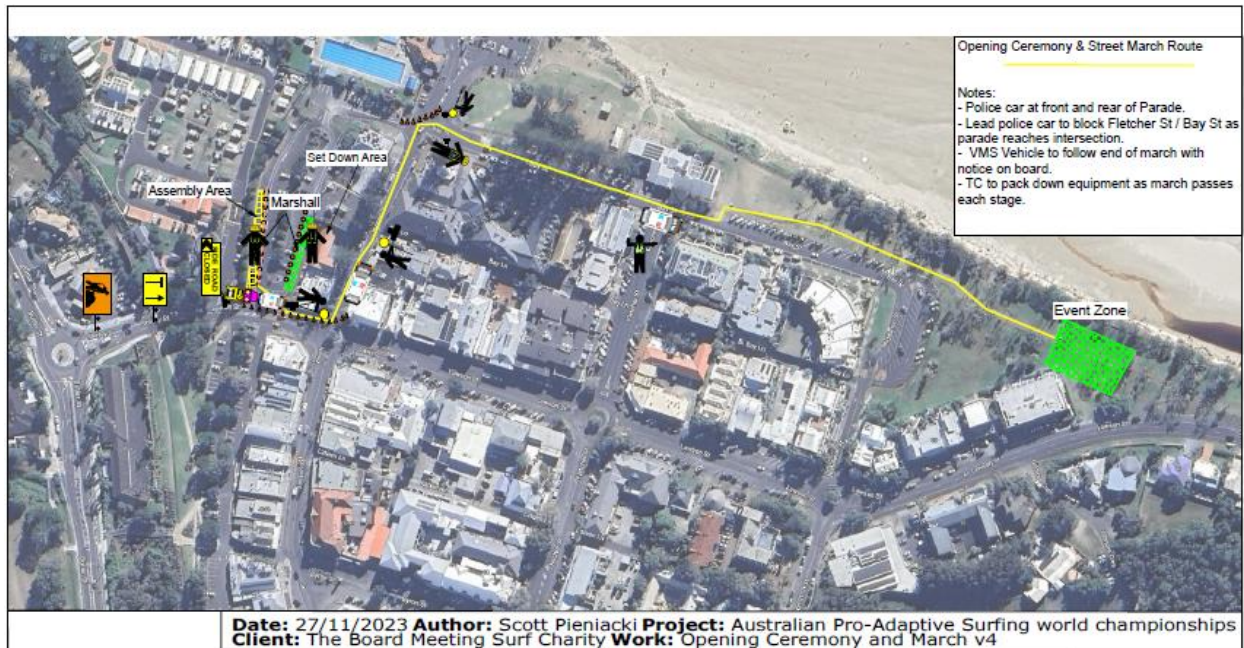 Opening Ceremony & Street March Route
Notes:
- Police car at front and rear of Parade.
- Lead police car to block Fletcher St / Bay St as
parade reaches intersection.
- VMS Vehicle to follow end of march with
notice on board.
- TC to pack down equipment as march passes
each stage.
Set Down Area
Assembly Area
Marshall
SIDE ROAD
CLOSED
Bay Ln
Event Zone
Date: 27/11/2023 Author: Scott Pieniacki Project: Australian Pro-Adaptive Surfing world championships
Client: The Board Meeting Surf Charity Work: Opening Ceremony and March v4